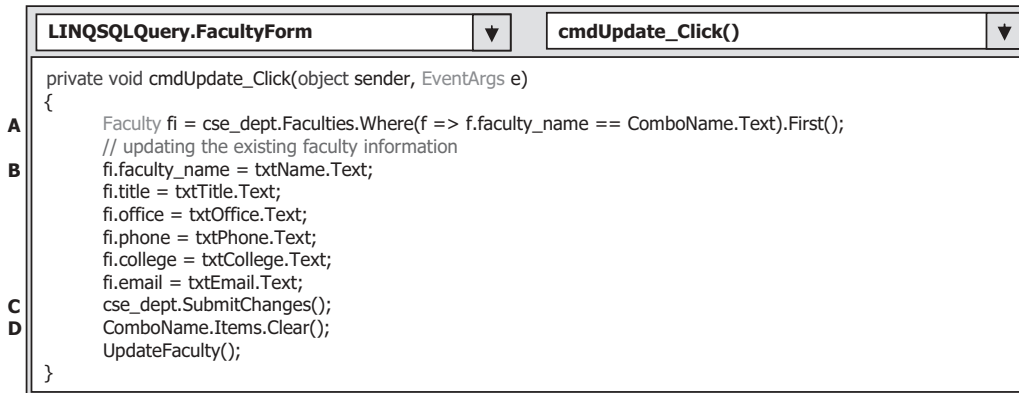 LINQSQLQuery.FacultyForm cmdUpdate_Click()
private void cmdUpdate_Click(object sender, EventArgs e)
{
A Faculty fi = cse_dept.Faculties.Where(f => f.faculty_name == ComboName.Text).First();
// updating the existing faculty information
B fi.faculty_name = txtName.Text;
fi.title = txtTitle.Text;
fi.office = txtOffice.Text;
fi.phone = txtPhone.Text;
fi.college = txtCollege.Text;
fi.email = txtEmail.Text;
C cse_dept.SubmitChanges();
D ComboName.Items.Clear();
UpdateFaculty();
}